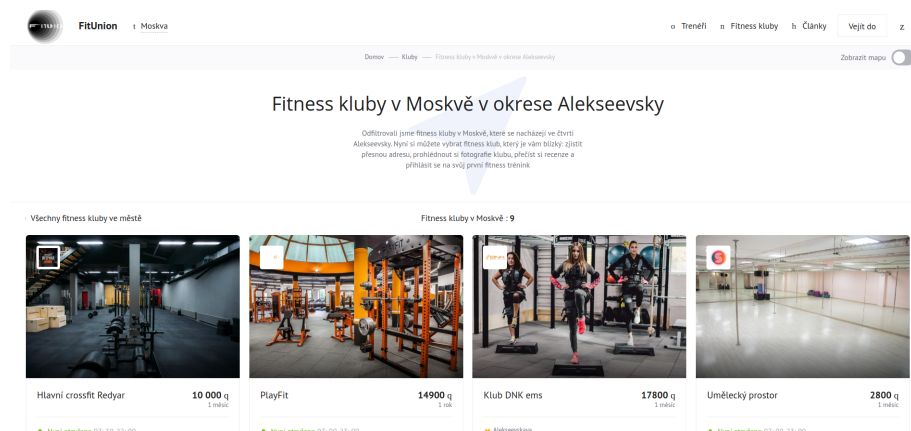 FitUnion
t Moskva
o Trenéři
n Fitness kluby
h Články
Vejít do
z
Domov — Kluby — Fitness kluby v Moskvě v okrese Alekseevsky
Zobrazit mapu
Fitness kluby v Moskvě v okrese Alekseevsky
Odfiltrovali jsme fitness kluby v Moskvě, které se nacházejí ve čtvrti
Alekseevsky. Nyní si můžete vybrat fitness klub, který je vám blízký: zjistit
přesnou adresu, prohlédnout si fotografie klubu, přečíst si recenze a
přihlásit se na svůj první fitness trénink
Všechny fitness kluby ve městě
Fitness kluby v Moskvě : 9
Hlavní crossfit Redyar
10 000 q
1 měsíc
PlayFit
14900 q
1 rok
Klub DNK ems
17800 q
1 měsíc
Umělecký prostor
2800 q
1 měsíc